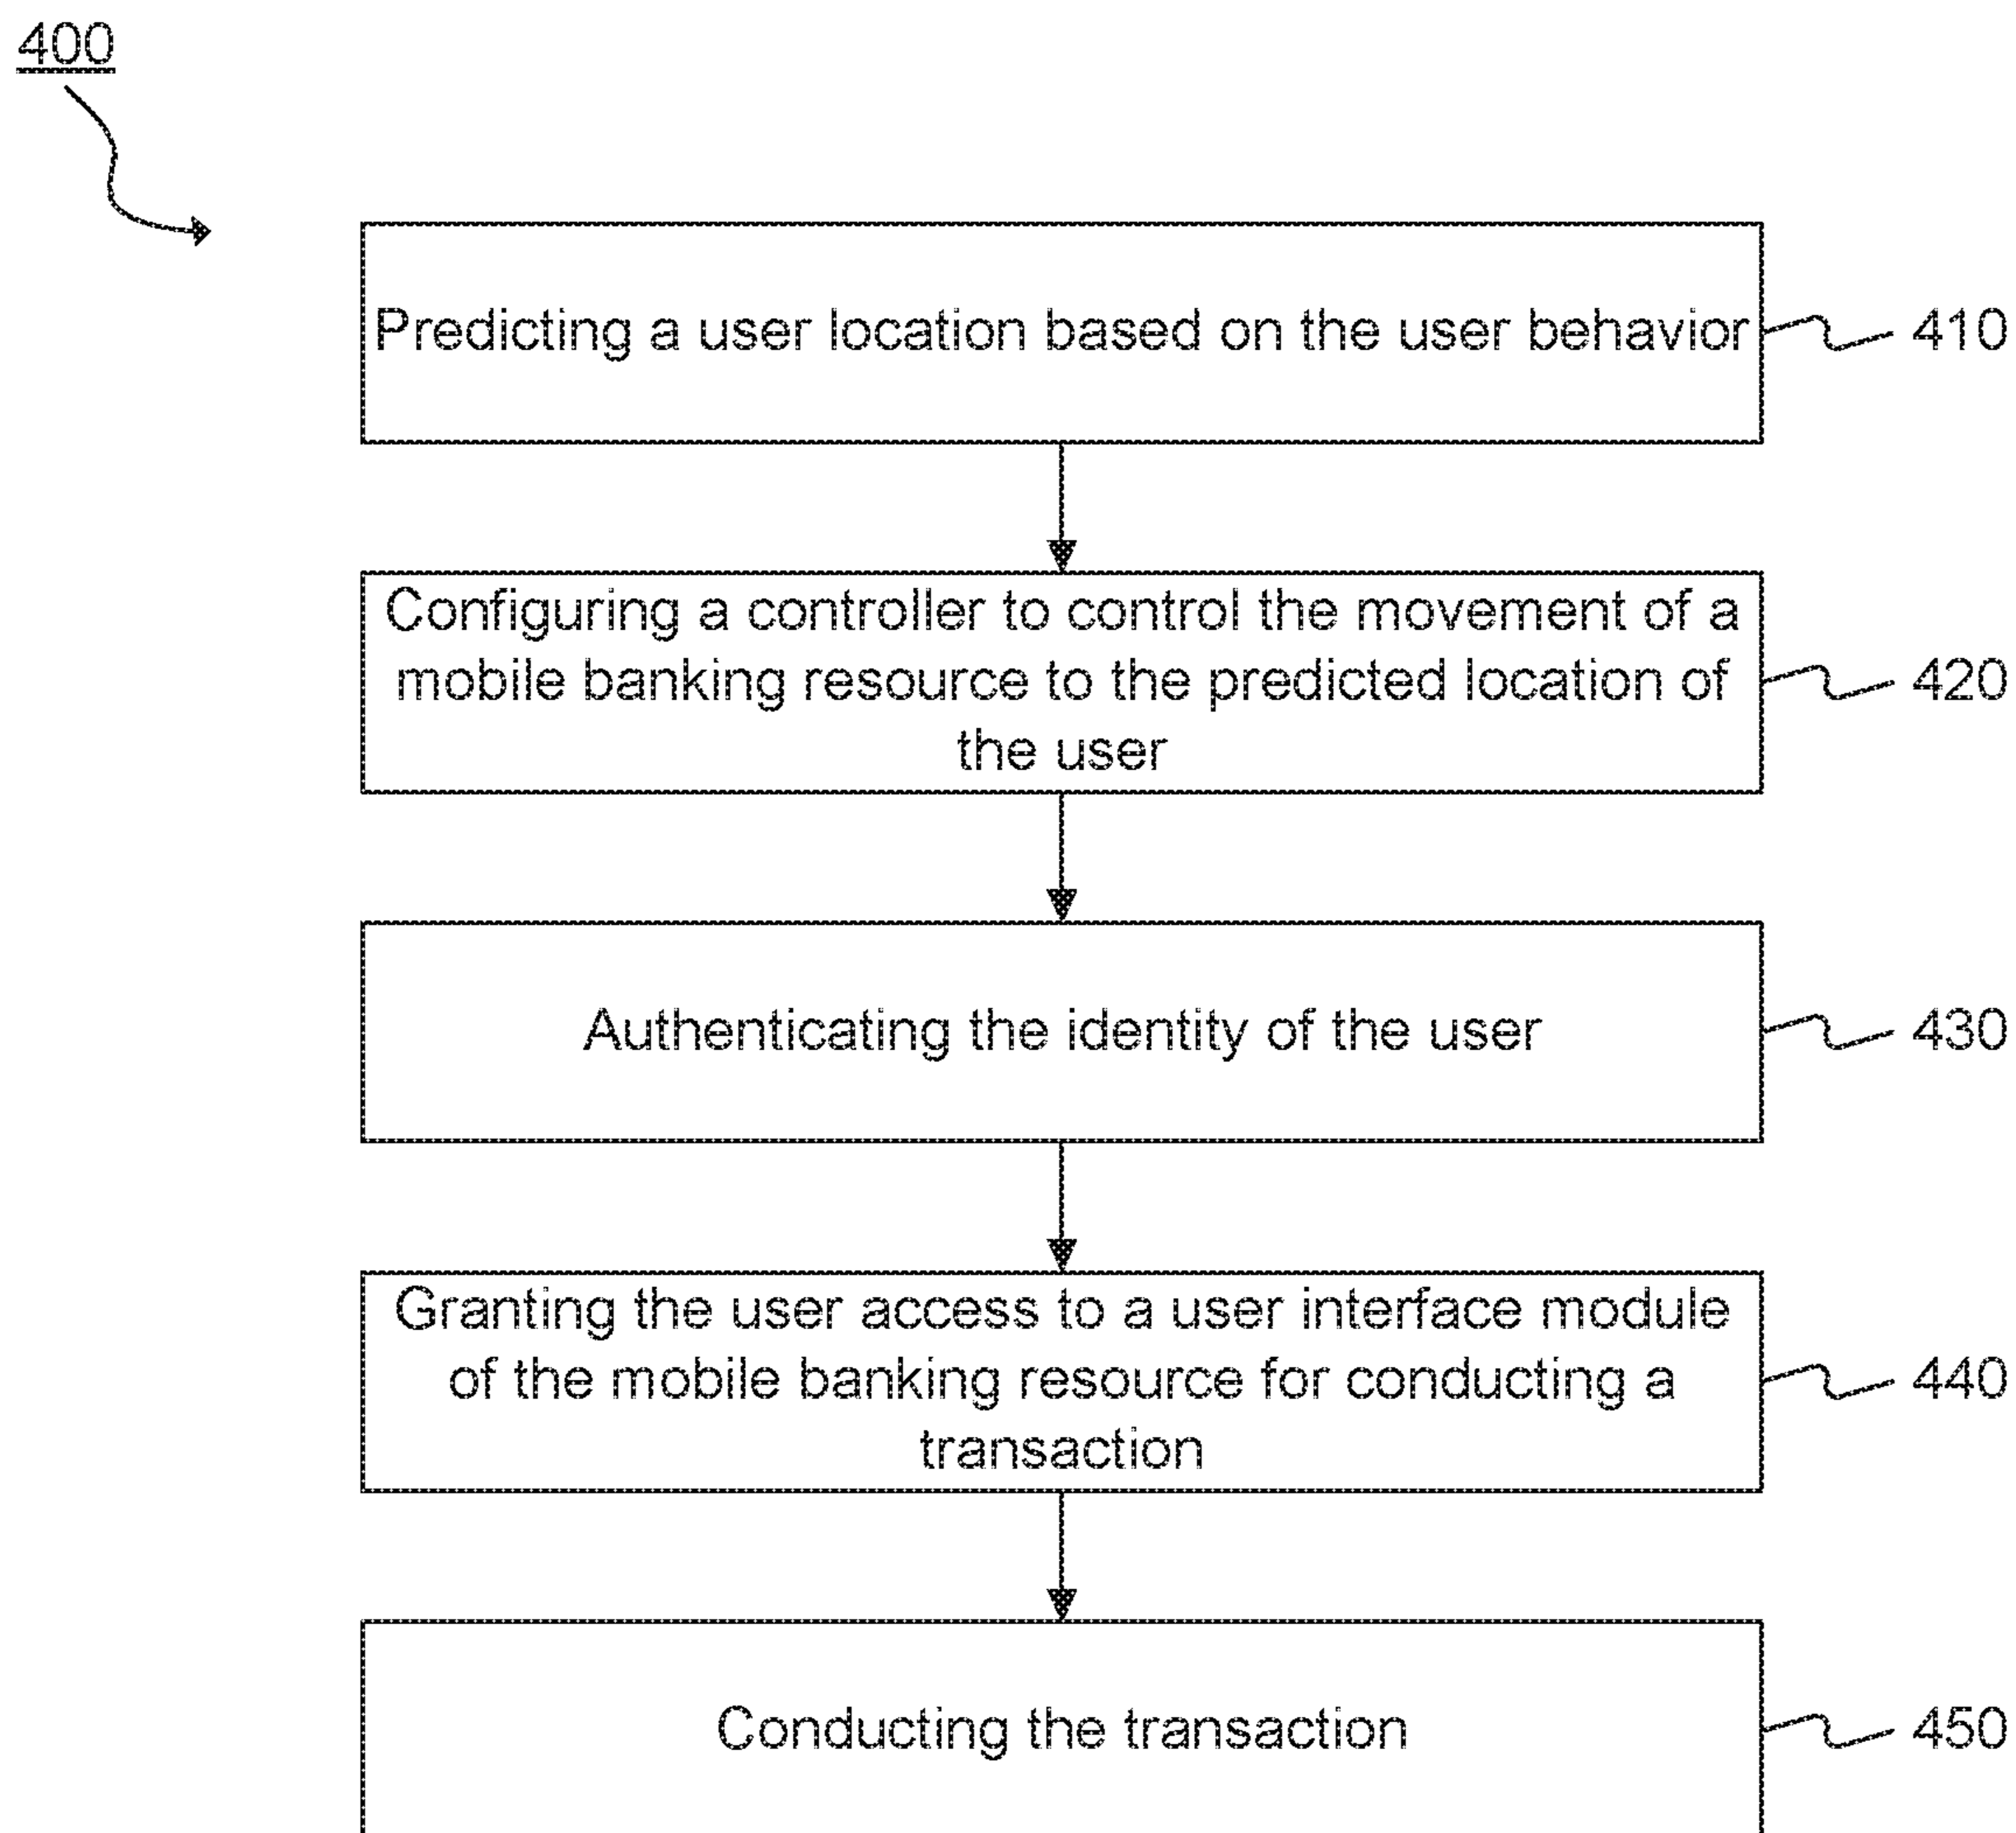 400
Predicting a user location based on the user behavior
410
Configuring a controller to control the movement of a
mobile banking resource to the predicted location of
the user
420
Authenticating the identity of the user
430
Granting the user access to a user interface module
of the mobile banking resource for conducting a
transaction
440
Conducting the transaction
450